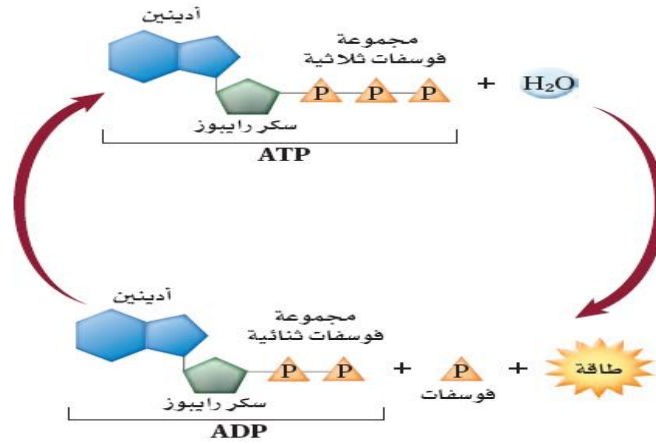 أدينين
مجموعة
فوسفات ثلاثية
P P P + H₂O
سكر رايبوز
ATP
أدينين
مجموعة
فوسفات ثنائية
P P + P + طاقة
فوسفات
سكر رايبوز
ADP